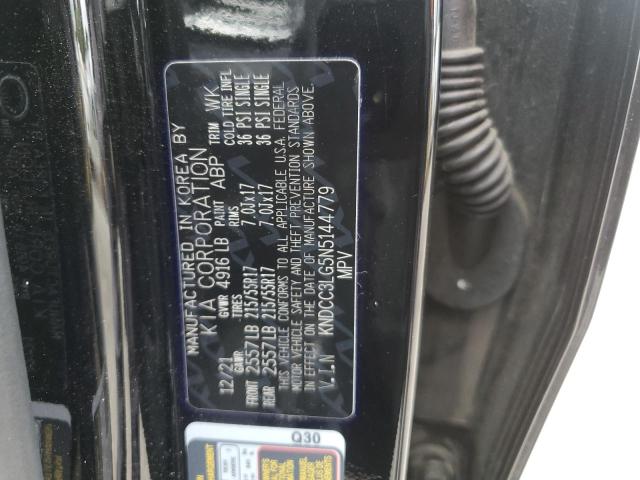 MANUFACTURED IN KOREA BY
KIA CORPORATION
12/21 GVWR 4916 LB PAINT ABP TRIM WK
GAWR TIRES RIMS COLD TIRE INFL
FRONT 2557LB 215/55R17 7.0JX17 36 PSI SINGLE
REAR 2557LB 215/55R17 7.0JX17 36 PSI SINGLE
THIS VEHICLE CONFORMS TO ALL APPLICABLE U.S.A. FEDERAL
MOTOR VEHICLE SAFETY AND THEFT PREVENTION STANDARDS
IN EFFECT ON THE DATE OF MANUFACTURE SHOWN ABOVE.
V.I.N KNDCC3LG5N5144779
MPV
Q30